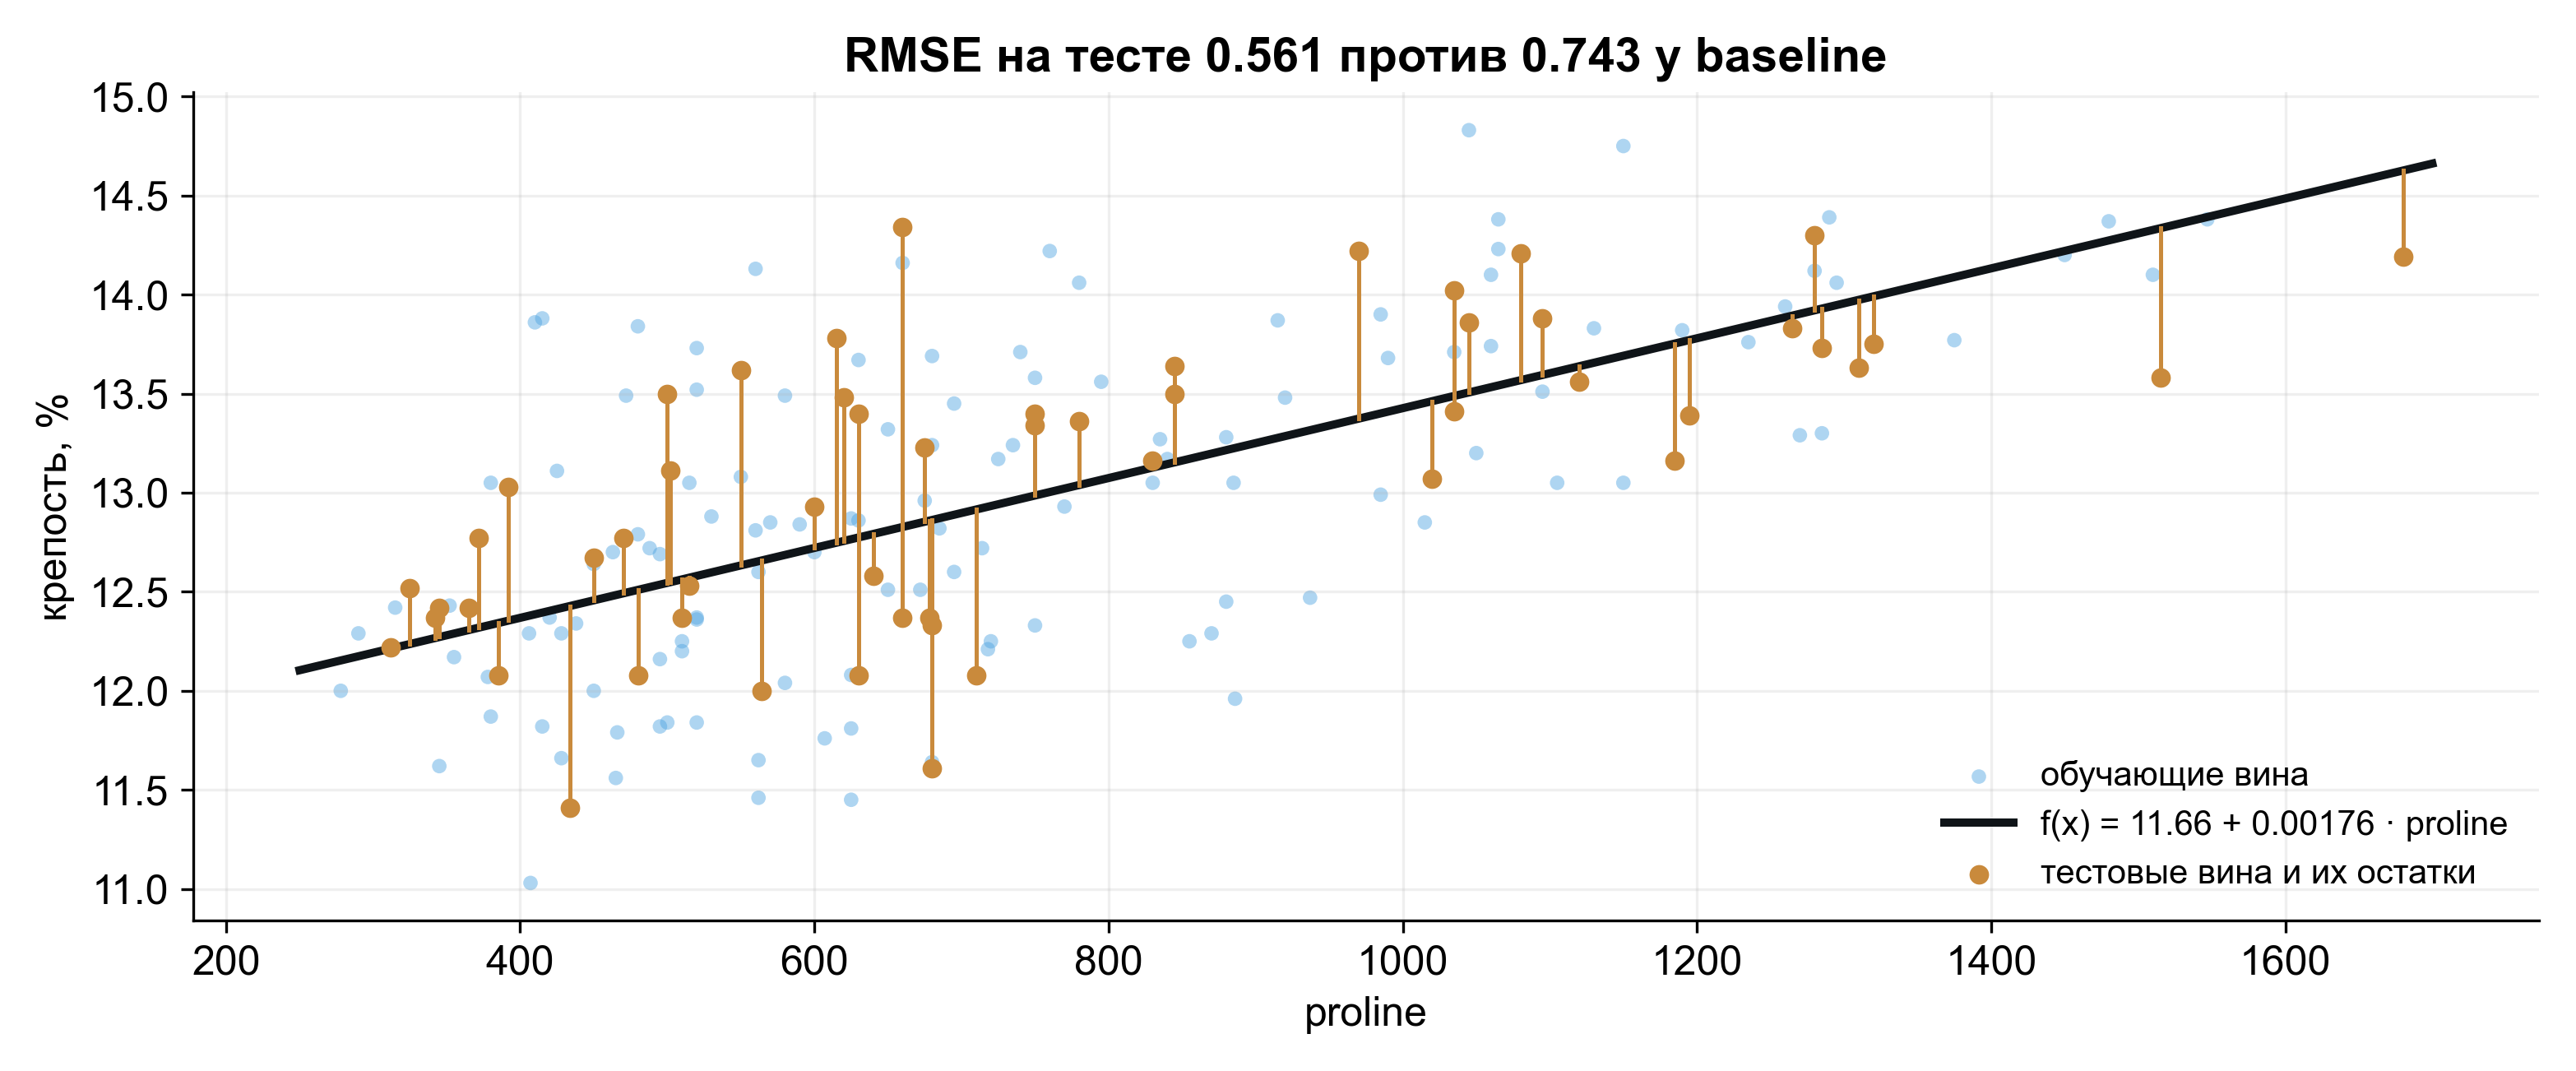 RMSE на тесте 0.561 против 0.743 у baseline
15.0
14.5
14.0
13.5
13.0
12.5
12.0
11.5
11.0
крепость, %
обучающие вина
f(x) = 11.66 + 0.00176 · proline
тестовые вина и их остатки
200 400 600 800 1000 1200 1400 1600
proline